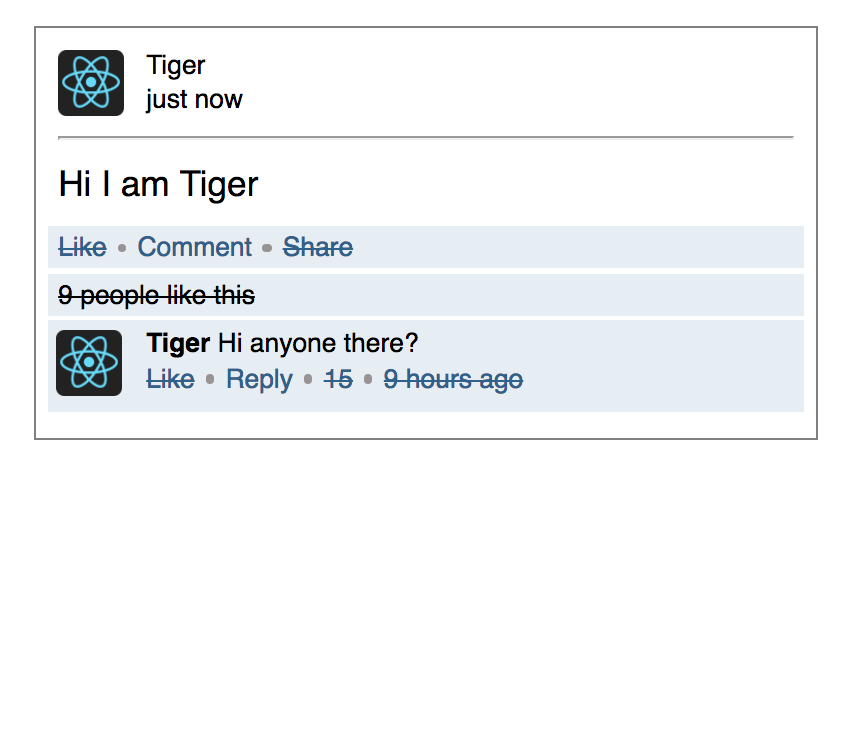 Tiger
just now
Hi I am Tiger
Like • Comment • Share
9 people like this
Tiger Hi anyone there?
Like • Reply • 15 • 9 hours ago